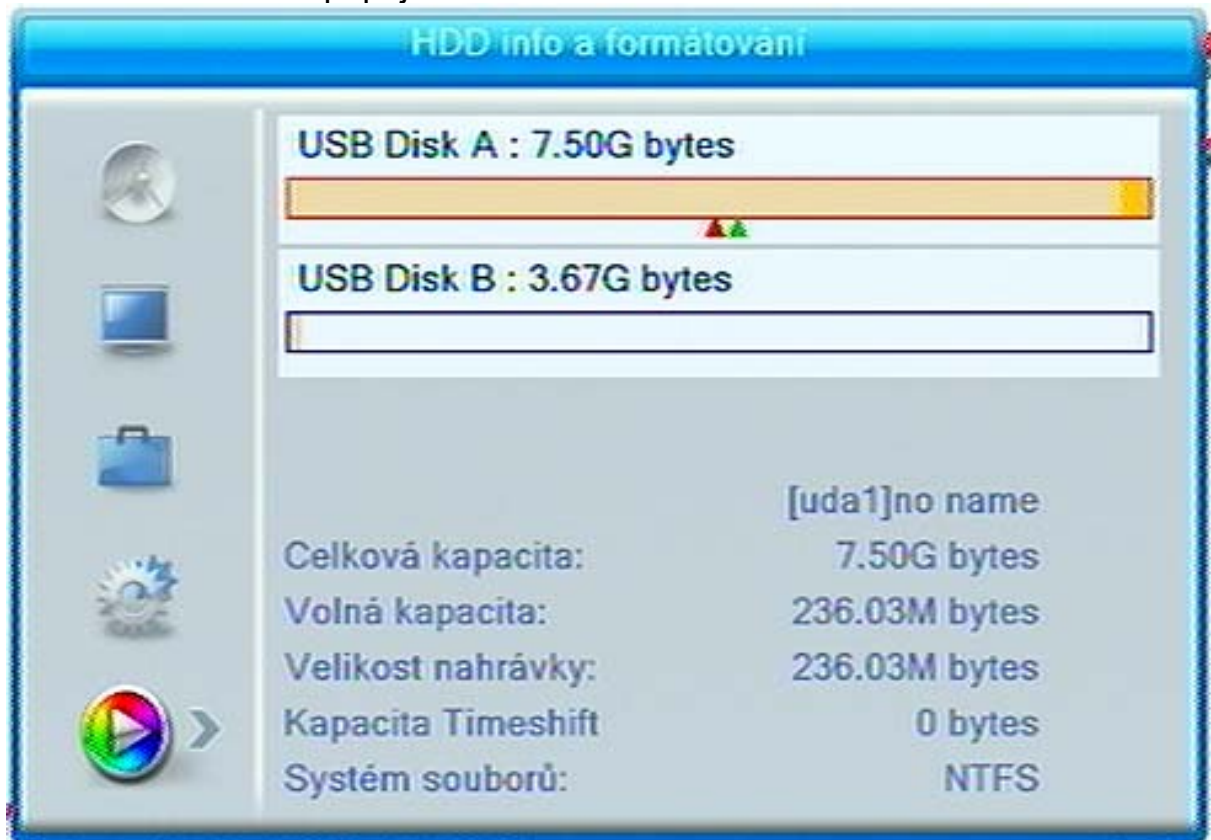 HDD info a formátování
USB Disk A : 7.50G bytes
USB Disk B : 3.67G bytes
[uda1]no name
Celková kapacita: 7.50G bytes
Volná kapacita: 236.03M bytes
Velikost nahrávky: 236.03M bytes
Kapacita Timeshift 0 bytes
Systém souborů: NTFS